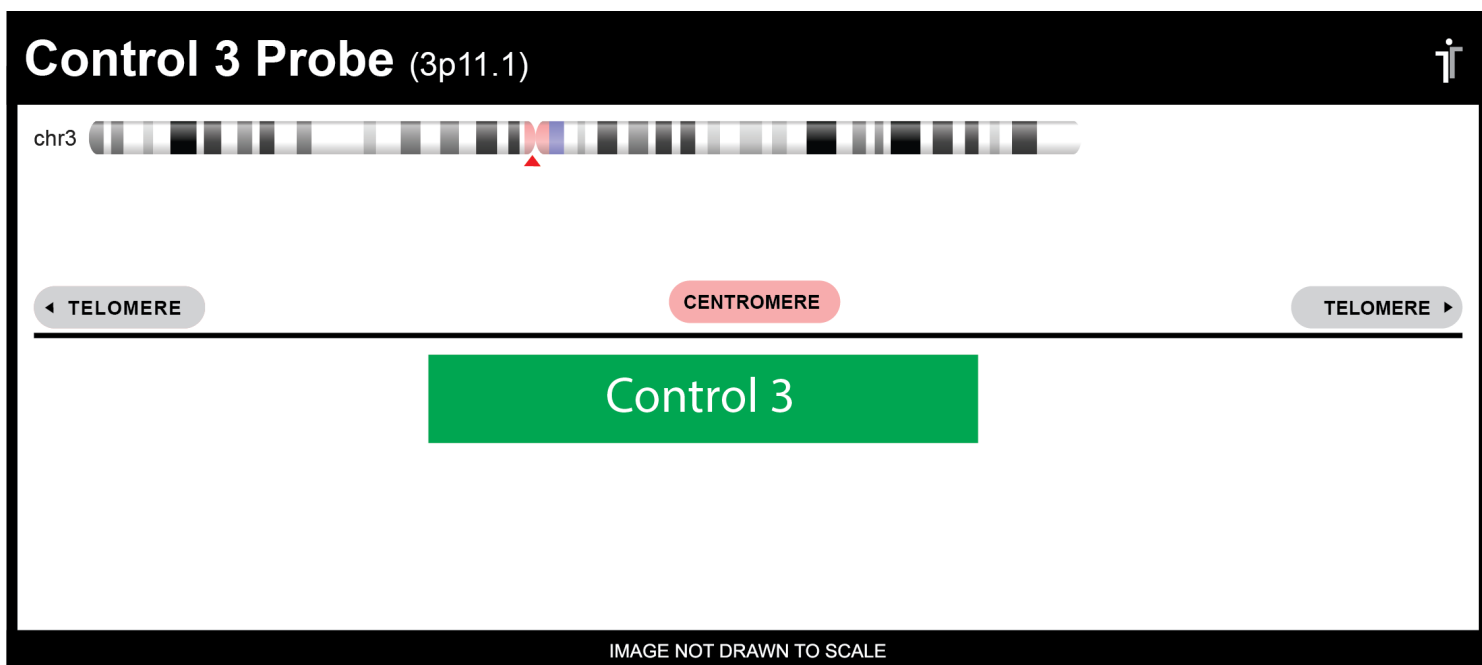 Control 3 Probe (3p11.1)
chr3
TELOMERE
CENTROMERE
TELOMERE
Control 3
IMAGE NOT DRAWN TO SCALE